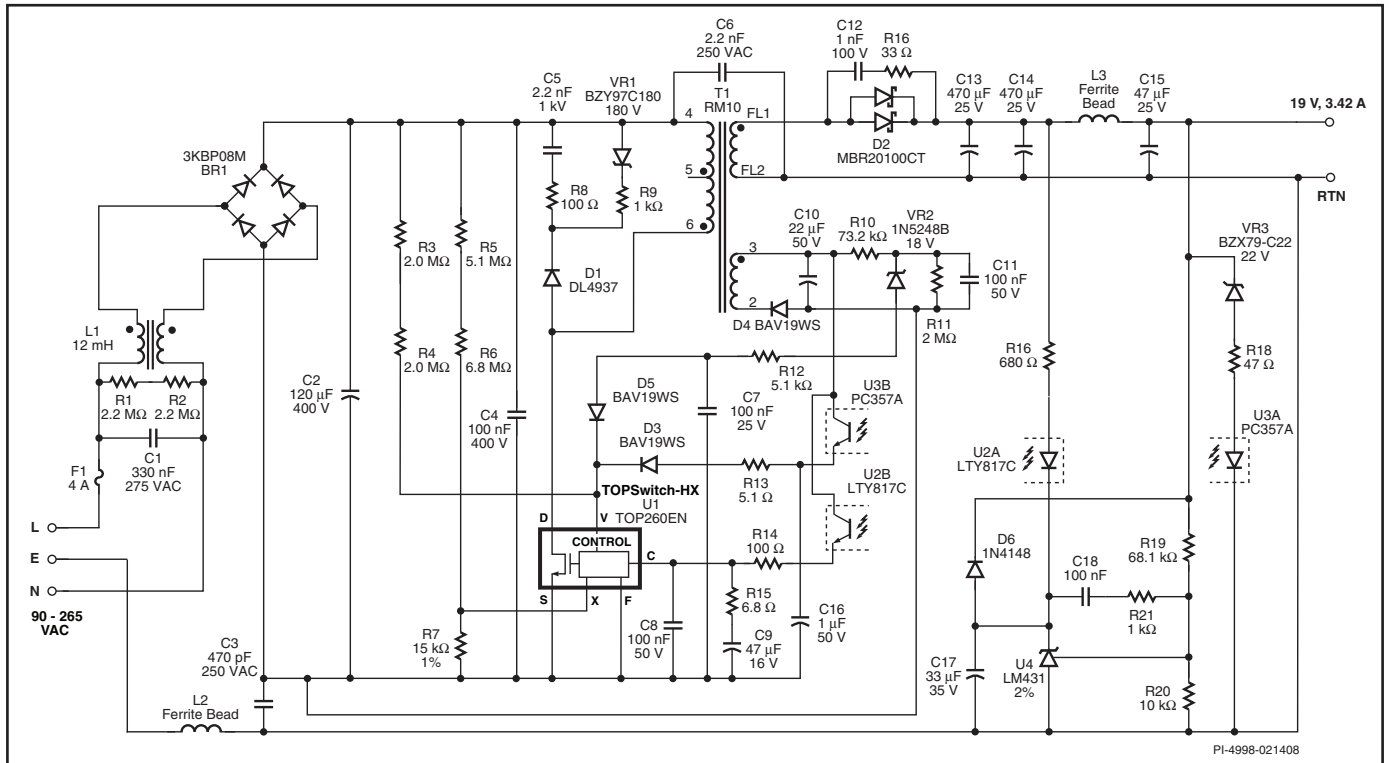 C6
2.2 nF
250 VAC
C12
1 nF
100 V
R16
33 Ω
C5
2.2 nF
1 kV
VR1
BZY97C180
180 V
T1
RM10
4
5
6
FL1
FL2
D2
MBR20100CT
C13
470 µF
25 V
C14
470 µF
25 V
L3
Ferrite
Bead
C15
47 µF
25 V
19 V, 3.42 A
RTN
3KBP08M
BR1
R8
100 Ω
R9
1 kΩ
D1
DL4937
R3
2.0 MΩ
R5
5.1 MΩ
3
2
C10
22 µF
50 V
R10
73.2 kΩ
VR2
1N5248B
18 V
C11
100 nF
50 V
D4 BAV19WS
R11
2 MΩ
VR3
BZX79-C22
22 V
L1
12 mH
R1
2.2 MΩ
R2
2.2 MΩ
C1
330 nF
275 VAC
F1
4 A
C2
120 µF
400 V
R4
2.0 MΩ
R6
6.8 MΩ
C4
100 nF
400 V
D5
BAV19WS
D3
BAV19WS
R12
5.1 kΩ
C7
100 nF
25 V
R13
5.1 Ω
U3B
PC357A
U2B
LTY817C
R16
680 Ω
R18
47 Ω
U3A
PC357A
U2A
LTY817C
TOPSwitch-HX
U1
TOP260EN
D
V
CONTROL
C
S
X
F
R14
100 Ω
R15
6.8 Ω
C8
100 nF
50 V
C9
47 µF
16 V
C16
1 µF
50 V
R7
15 kΩ
1%
D6
1N4148
C18
100 nF
R21
1 kΩ
R19
68.1 kΩ
C17
33 µF
35 V
U4
LM431
2%
R20
10 kΩ
L
E
N
90 - 265
VAC
C3
470 pF
250 VAC
L2
Ferrite Bead
PI-4998-021408